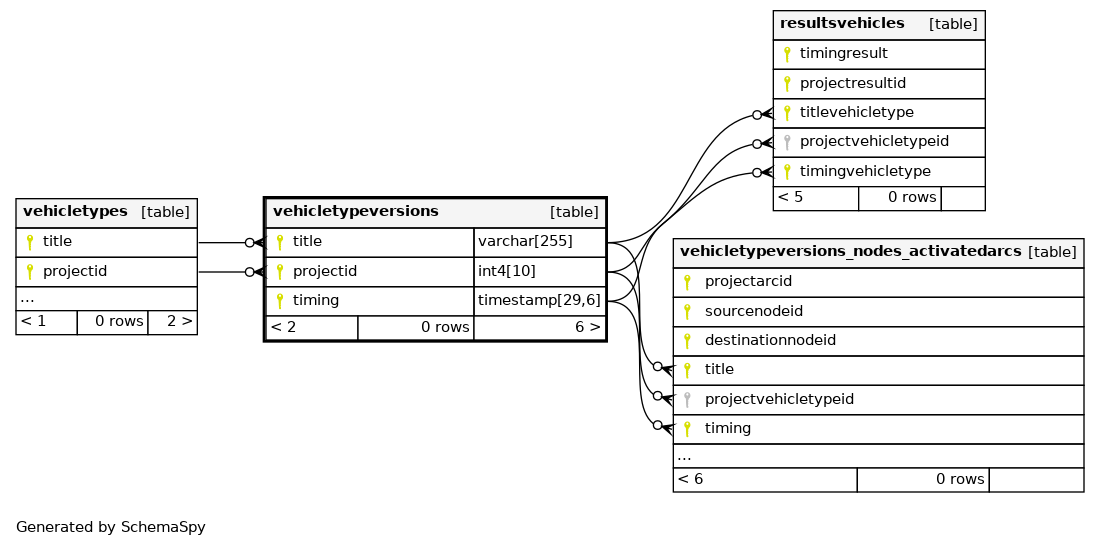 resultsvehicles [table]
timingresult
projectresultid
titlevehicletype
projectvehicletypeid
timingvehicletype
< 5 0 rows
vehicletypes [table]
title
projectid
...
< 1 0 rows 2 >
vehicletypeversions [table]
title varchar[255]
projectid int4[10]
timing timestamp[29,6]
< 2 0 rows 6 >
vehicletypeversions_nodes_activatedarcs [table]
projectarcid
sourcenodeid
destinationnodeid
title
projectvehicletypeid
timing
...
< 6 0 rows
Generated by SchemaSpy